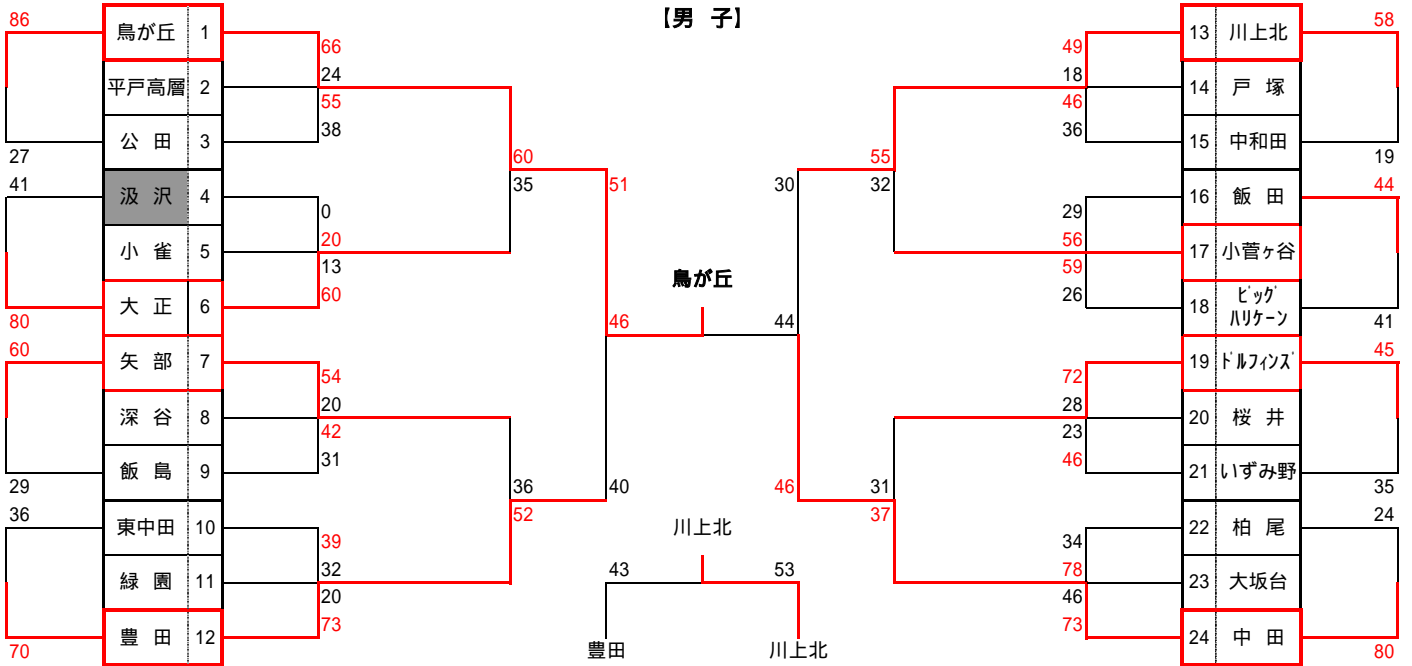 【男 子】
86
鳥が丘 1
66
24
平戸高層 2
55
38
公 田 3
27
41
汲 沢 4
0
20
小 雀 5
13
60
大 正 6
80
60
矢 部 7
54
20
深 谷 8
42
31
飯 島 9
29
36
東中田 10
39
32
緑 園 11
20
73
豊 田 12
70
60
35
36
52
51
40
46
鳥が丘
44
30
46
55
32
31
37
川上北
43
53
豊田
川上北
49
13 川上北
58
18
14 戸 塚
46
36
15 中和田
19
44
29
16 飯 田
56
17 小菅ヶ谷
59
26
18 ビッグ
ハリケーン
41
45
72
19 ドルフィンズ
28
20 桜 井
23
46
21 いずみ野
35
24
34
22 柏 尾
78
23 大坂台
46
73
24 中 田
80